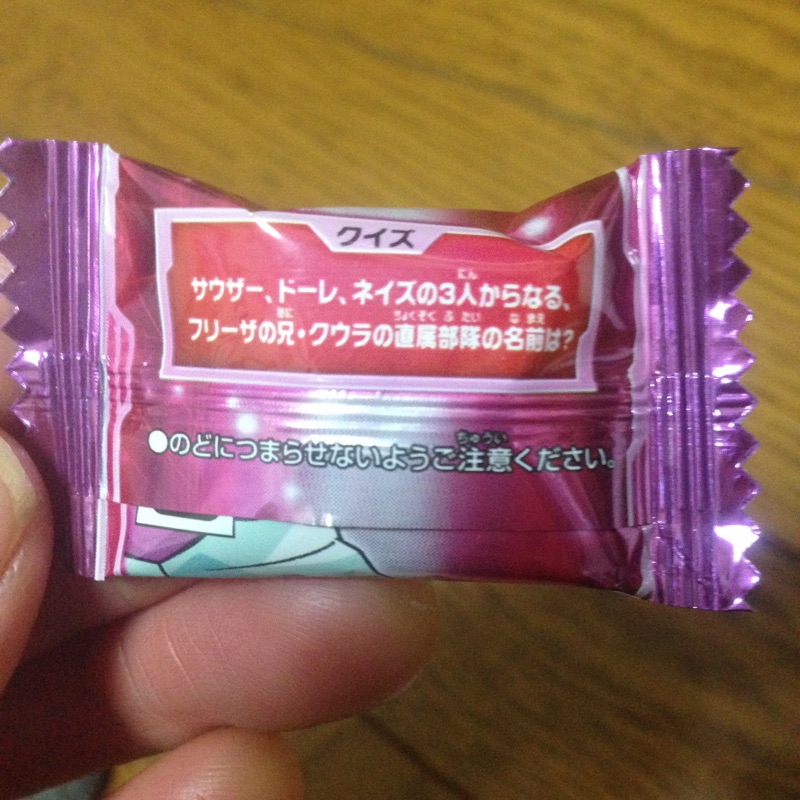 クイズ
サウザー、ドーレ、ネイズの3人からなる、
フリーザの兄・クウラの直属部隊の名前は?
●のどにつまらせないようご注意ください。